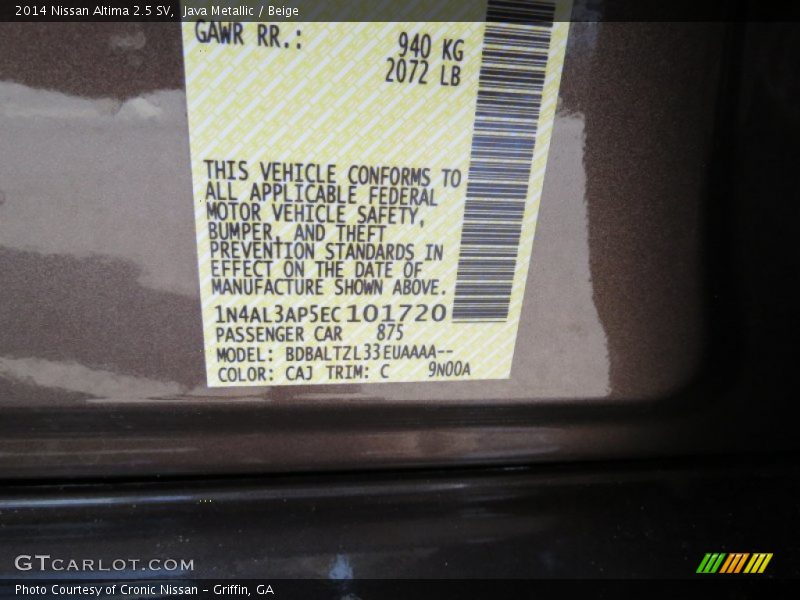 2014 Nissan Altima 2.5 SV, Java Metallic / Beige
GAWR RR.: 940 KG
2072 LB
THIS VEHICLE CONFORMS TO
ALL APPLICABLE FEDERAL
MOTOR VEHICLE SAFETY,
BUMPER, AND THEFT
PREVENTION STANDARDS IN
EFFECT ON THE DATE OF
MANUFACTURE SHOWN ABOVE.
1N4AL3AP5EC101720
PASSENGER CAR 875
MODEL: BDBALTZL33EUAAAA--
COLOR: CAJ TRIM: C 9N00A
GTCARLOT.COM
Photo Courtesy of Cronic Nissan - Griffin, GA